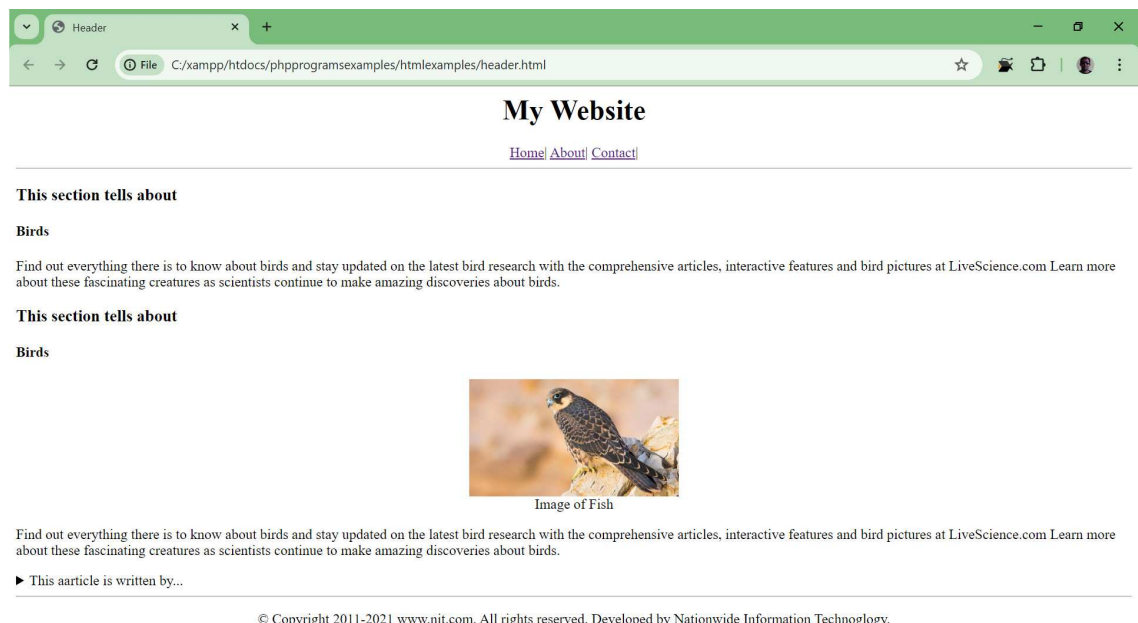 Header
File C:/xampp/htdocs/phpprogramsexamples/htmlexamples/header.html
My Website
Home| About| Contact|
This section tells about
Birds
Find out everything there is to know about birds and stay updated on the latest bird research with the comprehensive articles, interactive features and bird pictures at LiveScience.com Learn more
about these fascinating creatures as scientists continue to make amazing discoveries about birds.
This section tells about
Birds
Image of Fish
Find out everything there is to know about birds and stay updated on the latest bird research with the comprehensive articles, interactive features and bird pictures at LiveScience.com Learn more
about these fascinating creatures as scientists continue to make amazing discoveries about birds.
This aarticle is written by...
© Copyright 2011-2021 www.nit.com. All rights reserved. Developed by Nationwide Information Technoglogy.